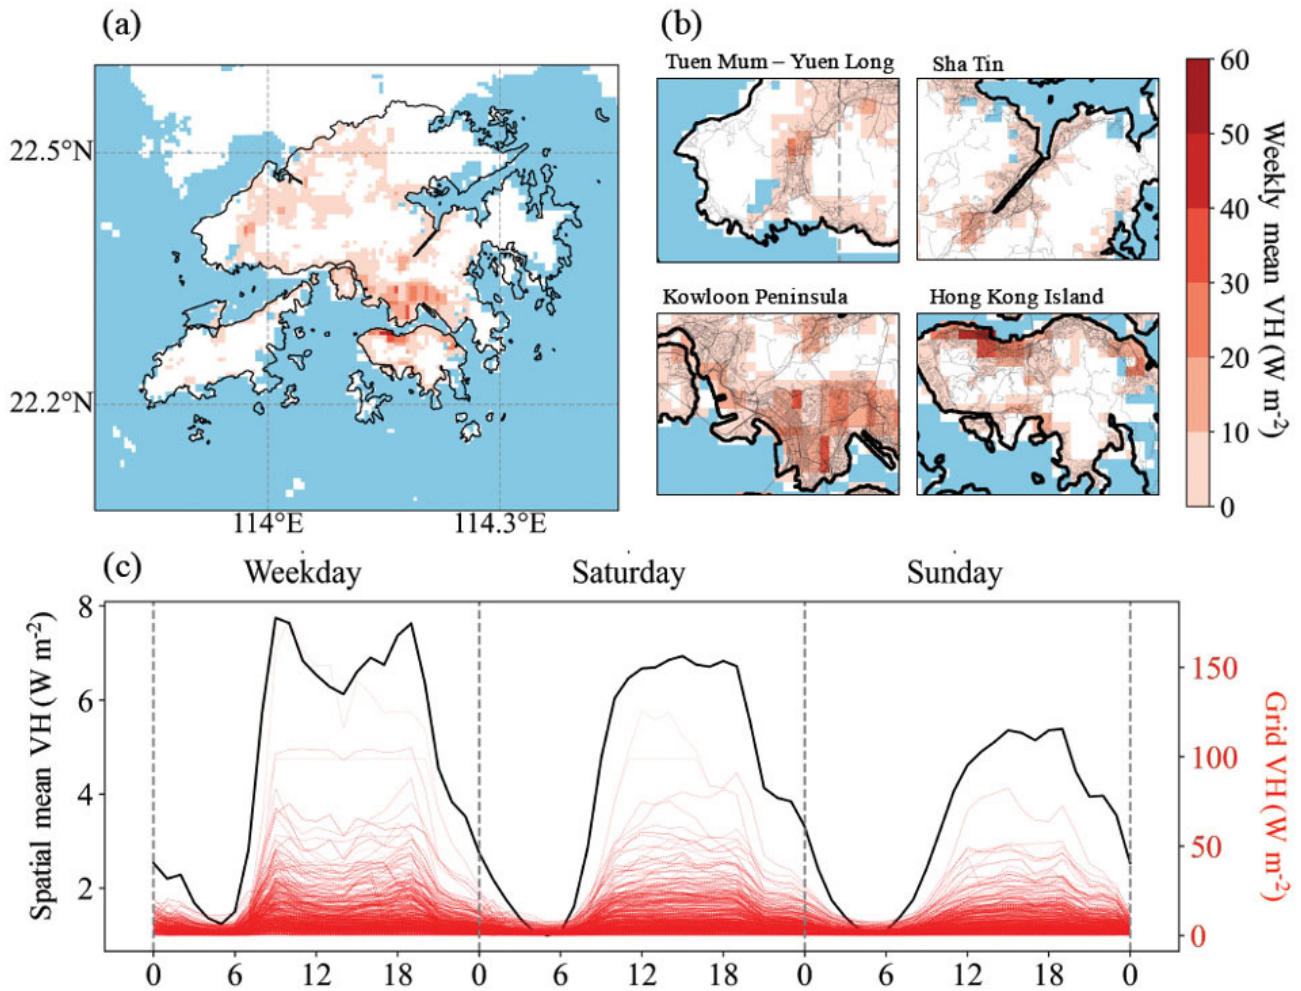 (a)
(b)
Tuen Mum – Yuen Long
Sha Tin
22.5°N
22.2°N
114°E
114.3°E
Kowloon Peninsula
Hong Kong Island
60
50
40
30
20
10
0
Weekly mean VH (W m-2)
(c)
Weekday
Saturday
Sunday
8
6
4
2
Spatial mean VH (W m-2)
150
100
50
0
Grid VH (W m-2)
0 6 12 18 0 6 12 18 0 6 12 18 0